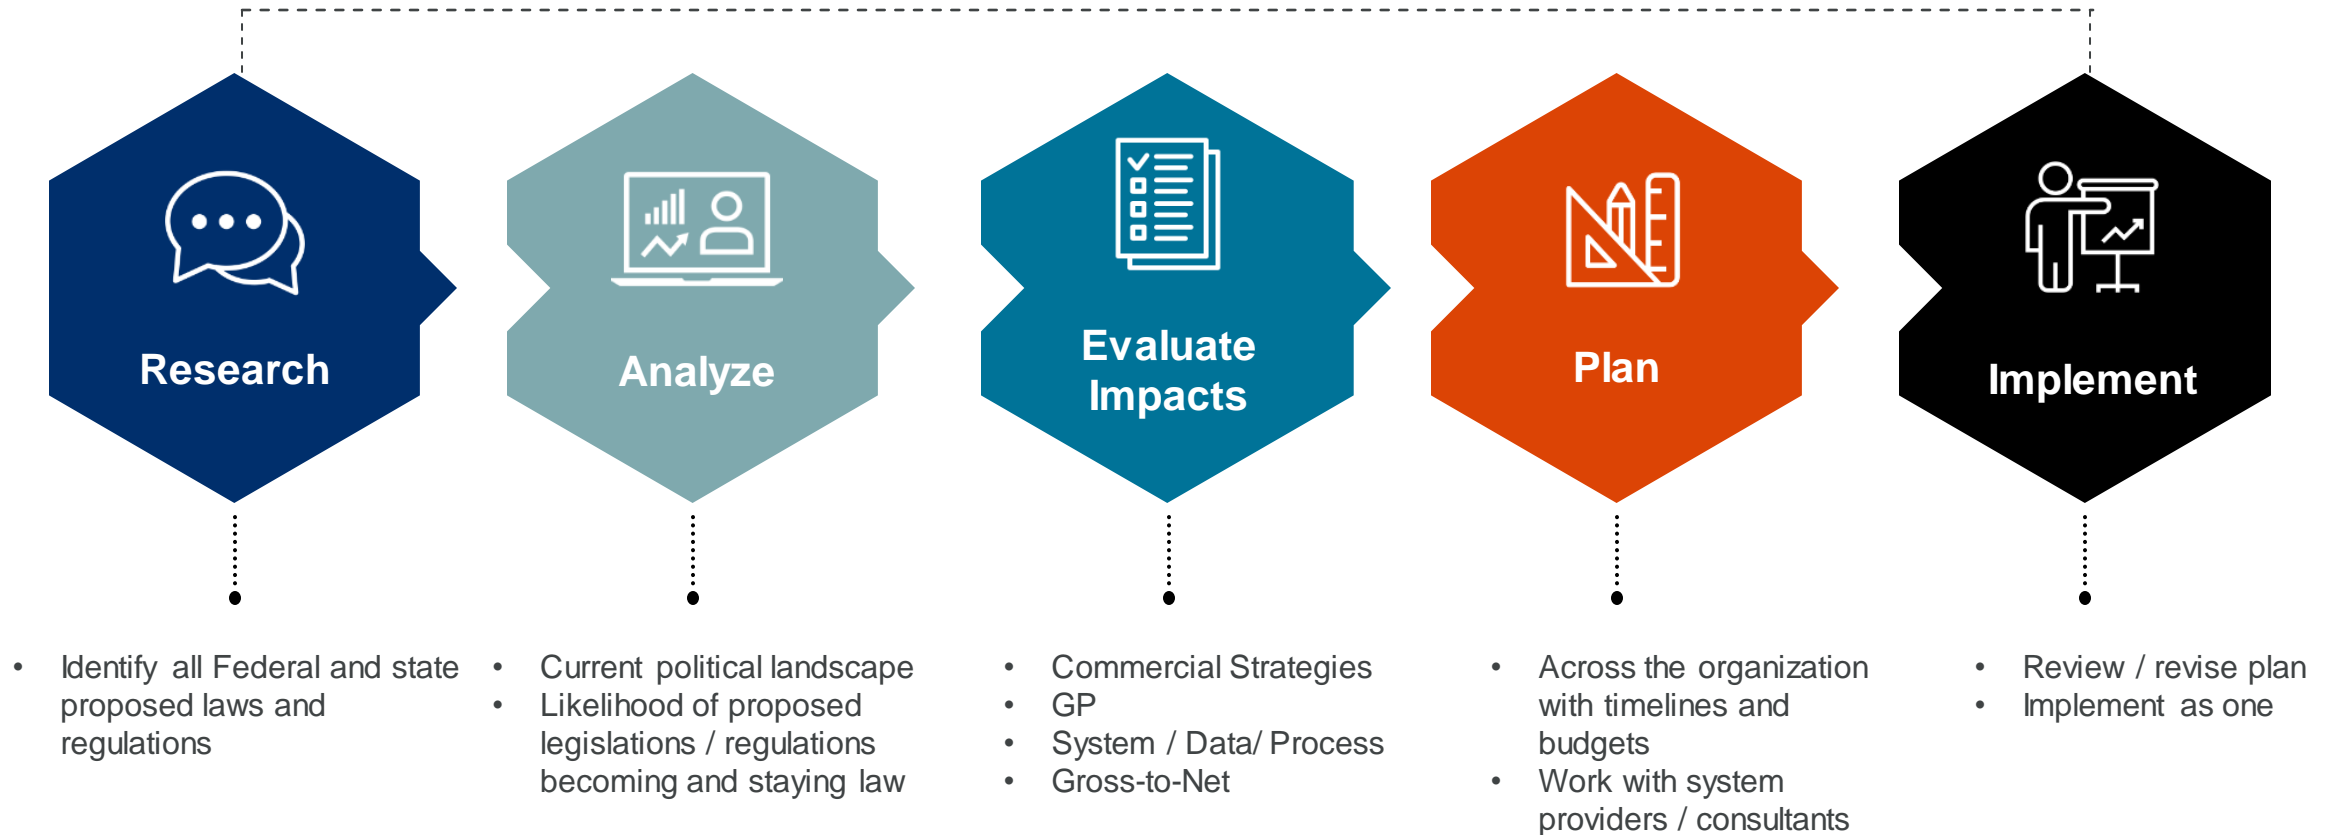 Research
Analyze
Evaluate
Impacts
Plan
Implement
• Identify all Federal and state
proposed laws and
regulations
• Current political landscape
• Likelihood of proposed
legislations / regulations
becoming and staying law
• Commercial Strategies
• GP
• System / Data/ Process
• Gross-to-Net
• Across the organization
with timelines and
budgets
• Work with system
providers / consultants
• Review / revise plan
• Implement as one